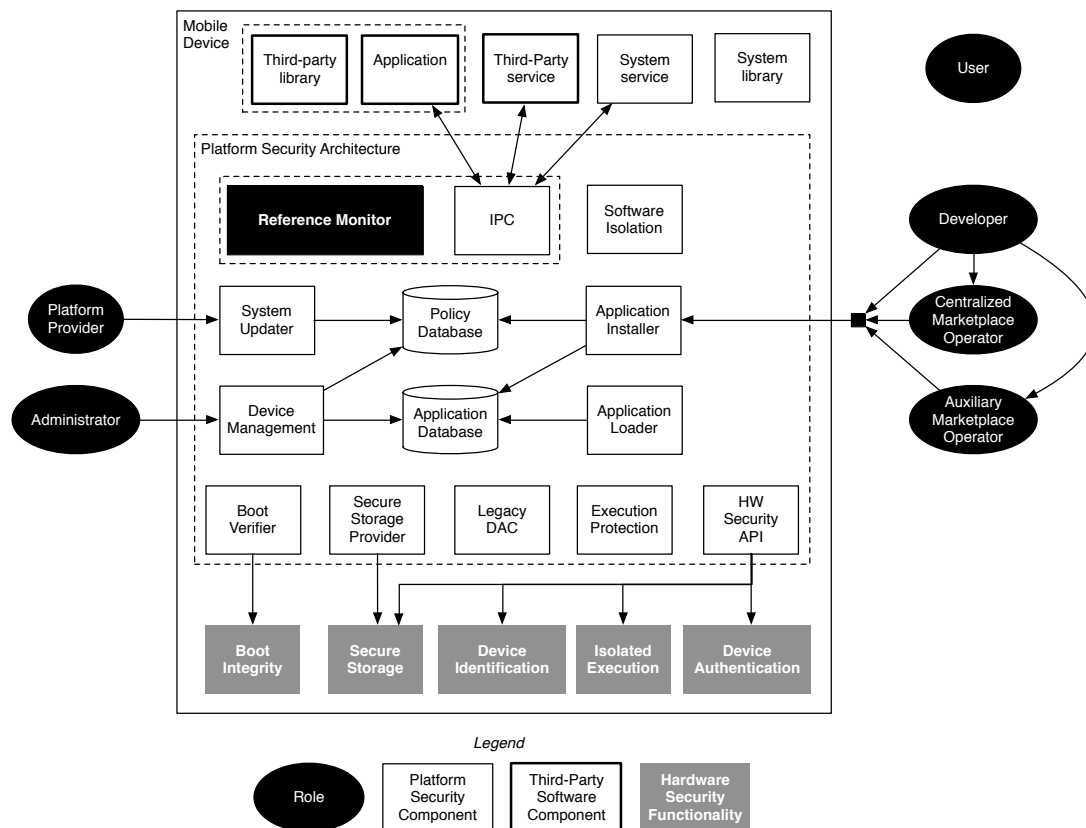 Mobile
Device
Third-party
library
Application
Third-Party
service
System
service
System
library
User
Platform Security Architecture
Reference Monitor
IPC
Software
Isolation
Developer
Platform
Provider
System
Updater
Policy
Database
Application
Installer
Centralized
Marketplace
Operator
Administrator
Device
Management
Application
Database
Application
Loader
Auxiliary
Marketplace
Operator
Boot
Verifier
Secure
Storage
Provider
Legacy
DAC
Execution
Protection
HW
Security
API
Boot
Integrity
Secure
Storage
Device
Identification
Isolated
Execution
Device
Authentication
Legend
Role
Platform
Security
Component
Third-Party
Software
Component
Hardware
Security
Functionality